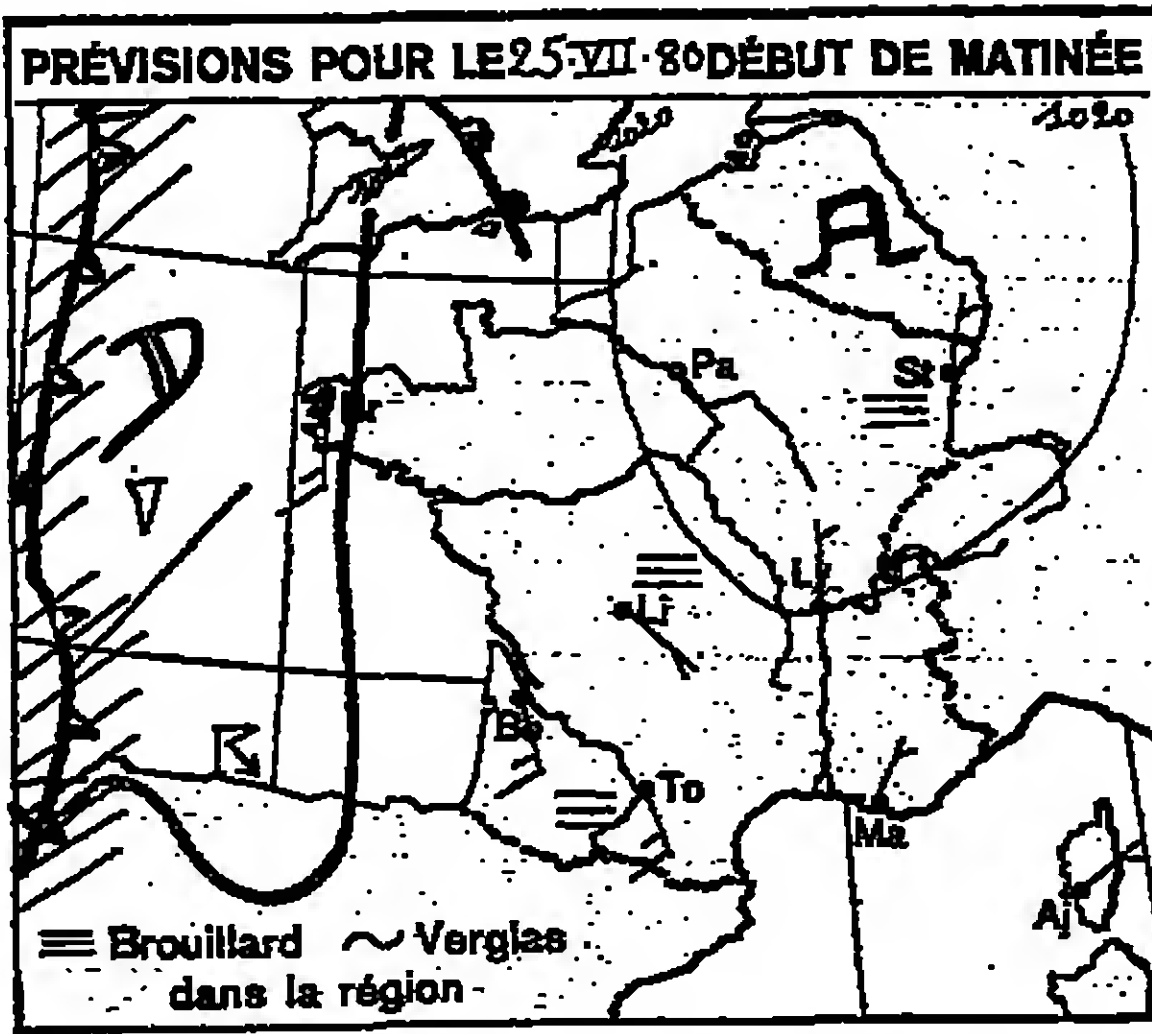 PRÉVISIONS POUR LE 25·VII·80 DÉBUT DE MATINÉE
1020
Pa
St
Br
Ly
Li
Bo
To
Ma
Aj
Brouillard Verglas
dans la région